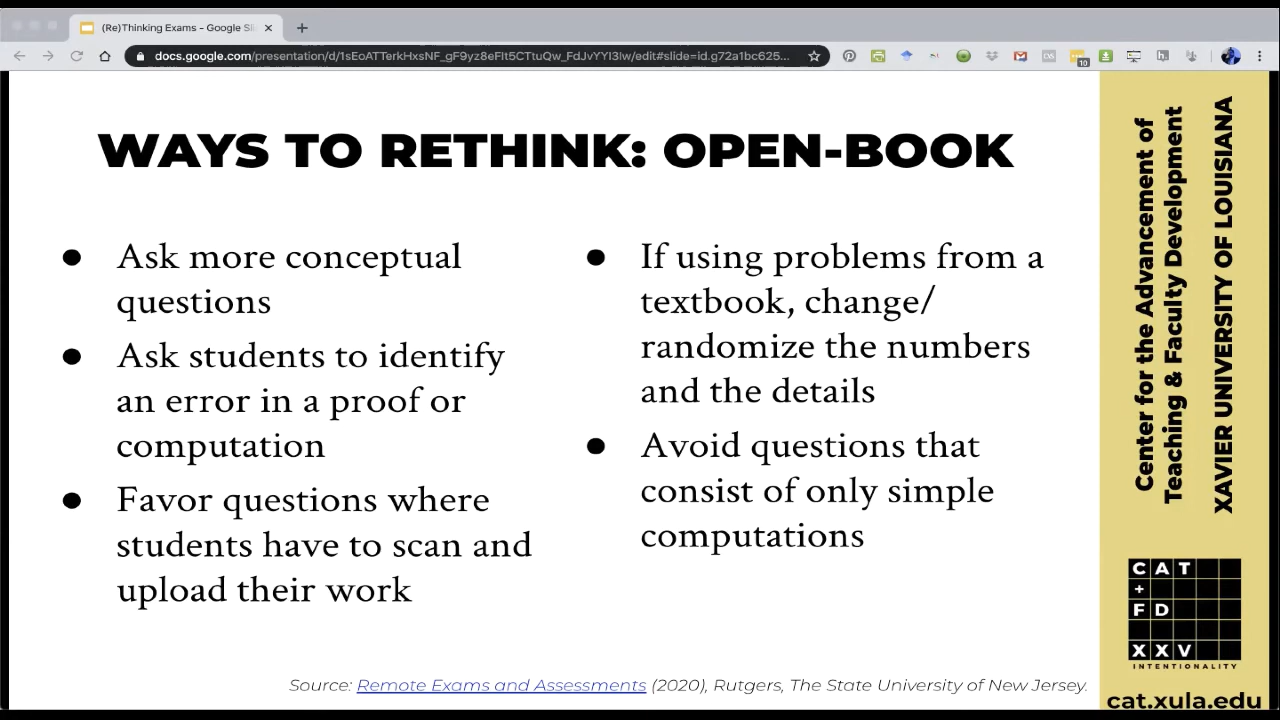 (Re)Thinking Exams - Google Sli
docs.google.com/presentation/d/1sEoATTerkHxsNF_gF9yz8eFIt5CTtuQw_FdJvYYI3lw/edit#slide=id.g72a1bc625...
10
WAYS TO RETHINK: OPEN-BOOK
● Ask more conceptual
questions
● Ask students to identify
an error in a proof or
computation
● Favor questions where
students have to scan and
upload their work
● If using problems from a
textbook, change/
randomize the numbers
and the details
● Avoid questions that
consist of only simple
computations
Source: Remote Exams and Assessments (2020), Rutgers, The State University of New Jersey.
Center for the Advancement of
Teaching & Faculty Development
XAVIER UNIVERSITY OF LOUISIANA
CAT
+
FD
XXV
INTENTIONALITY
cat.xula.edu